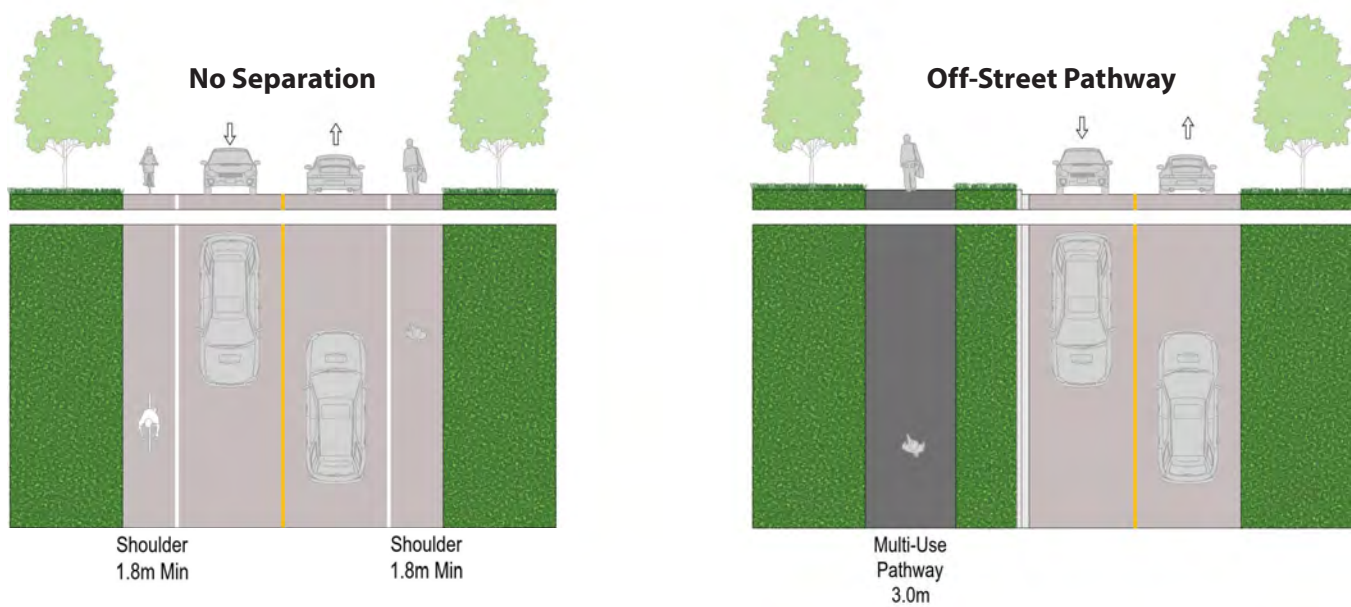 No Separation
Off-Street Pathway
Shoulder
1.8m Min
Shoulder
1.8m Min
Multi-Use
Pathway
3.0m